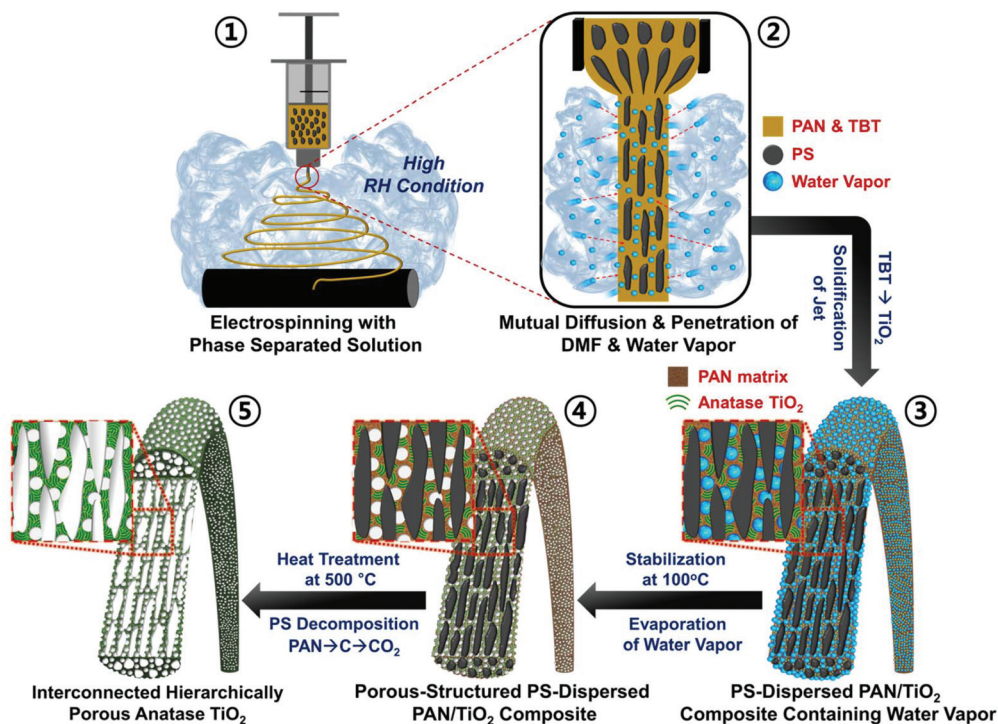 ①
High
RH Condition
Electrospinning with
Phase Separated Solution
②
PAN & TBT
PS
Water Vapor
Mutual Diffusion & Penetration of
DMF & Water Vapor
TBT → TiO₂
Solidification
of Jet
PAN matrix
Anatase TiO₂
③
PS-Dispersed PAN/TiO₂
Composite Containing Water Vapor
Stabilization
at 100ºC
Evaporation
of Water Vapor
④
Porous-Structured PS-Dispersed
PAN/TiO₂ Composite
Heat Treatment
at 500 °C
PS Decomposition
PAN→C→CO₂
⑤
Interconnected Hierarchically
Porous Anatase TiO₂